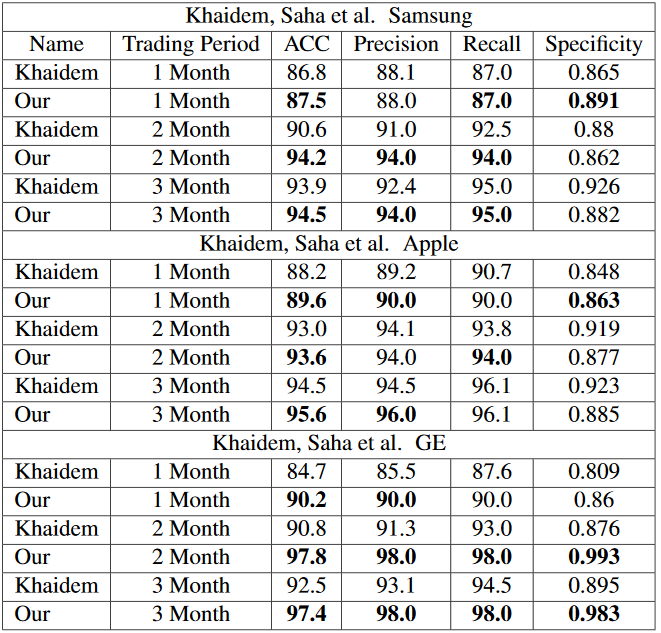 Khaidem, Saha et al. Samsung
Name Trading Period ACC Precision Recall Specificity
Khaidem 1 Month 86.8 88.1 87.0 0.865
Our 1 Month 87.5 88.0 87.0 0.891
Khaidem 2 Month 90.6 91.0 92.5 0.88
Our 2 Month 94.2 94.0 94.0 0.862
Khaidem 3 Month 93.9 92.4 95.0 0.926
Our 3 Month 94.5 94.0 95.0 0.882
Khaidem, Saha et al. Apple
Khaidem 1 Month 88.2 89.2 90.7 0.848
Our 1 Month 89.6 90.0 90.0 0.863
Khaidem 2 Month 93.0 94.1 93.8 0.919
Our 2 Month 93.6 94.0 94.0 0.877
Khaidem 3 Month 94.5 94.5 96.1 0.923
Our 3 Month 95.6 96.0 96.1 0.885
Khaidem, Saha et al. GE
Khaidem 1 Month 84.7 85.5 87.6 0.809
Our 1 Month 90.2 90.0 90.0 0.86
Khaidem 2 Month 90.8 91.3 93.0 0.876
Our 2 Month 97.8 98.0 98.0 0.993
Khaidem 3 Month 92.5 93.1 94.5 0.895
Our 3 Month 97.4 98.0 98.0 0.983